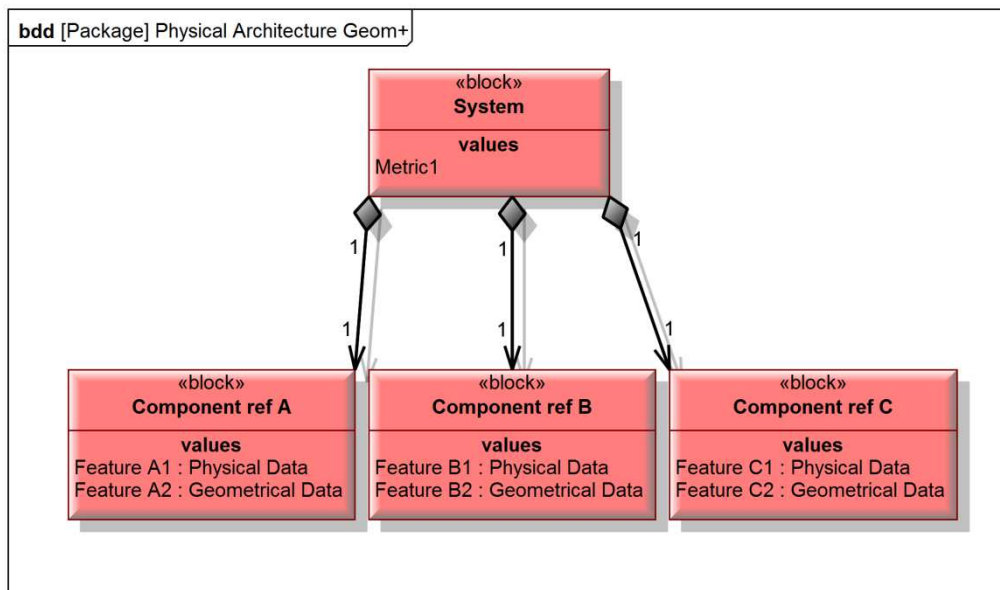 bdd [Package] Physical Architecture Geom+
«block»
System
values
Metric1
1
1
1
1
1
1
«block»
Component ref A
values
Feature A1 : Physical Data
Feature A2 : Geometrical Data
«block»
Component ref B
values
Feature B1 : Physical Data
Feature B2 : Geometrical Data
«block»
Component ref C
values
Feature C1 : Physical Data
Feature C2 : Geometrical Data